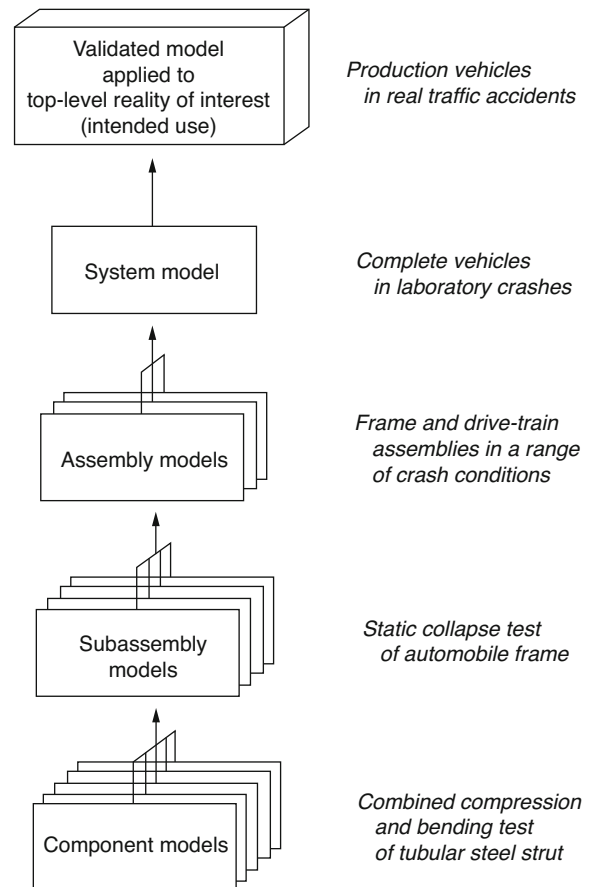 Validated model
applied to
top-level reality of interest
(intended use)
Production vehicles
in real traffic accidents
System model
Complete vehicles
in laboratory crashes
Assembly models
Frame and drive-train
assemblies in a range
of crash conditions
Subassembly
models
Static collapse test
of automobile frame
Component models
Combined compression
and bending test
of tubular steel strut